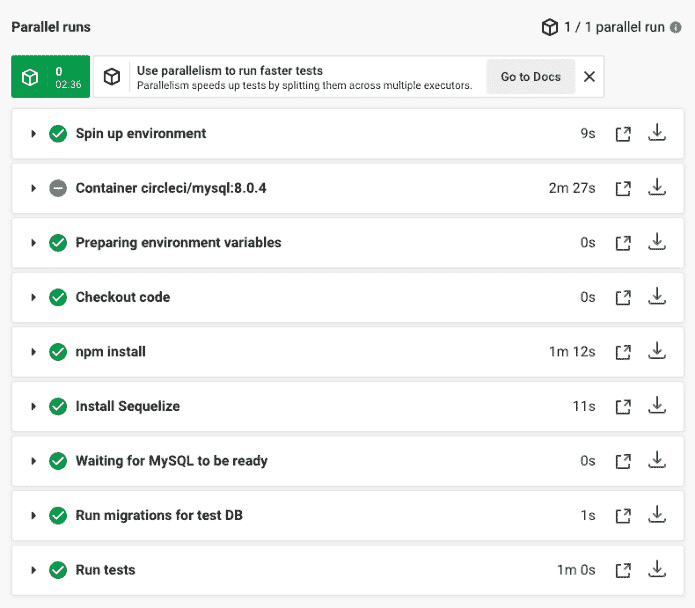 Parallel runs
1 / 1 parallel run
0
02:36
Use parallelism to run faster tests
Parallelism speeds up tests by splitting them across multiple executors.
Go to Docs
Spin up environment 9s
Container circleci/mysql:8.0.4 2m 27s
Preparing environment variables 0s
Checkout code 0s
npm install 1m 12s
Install Sequelize 11s
Waiting for MySQL to be ready 0s
Run migrations for test DB 1s
Run tests 1m 0s